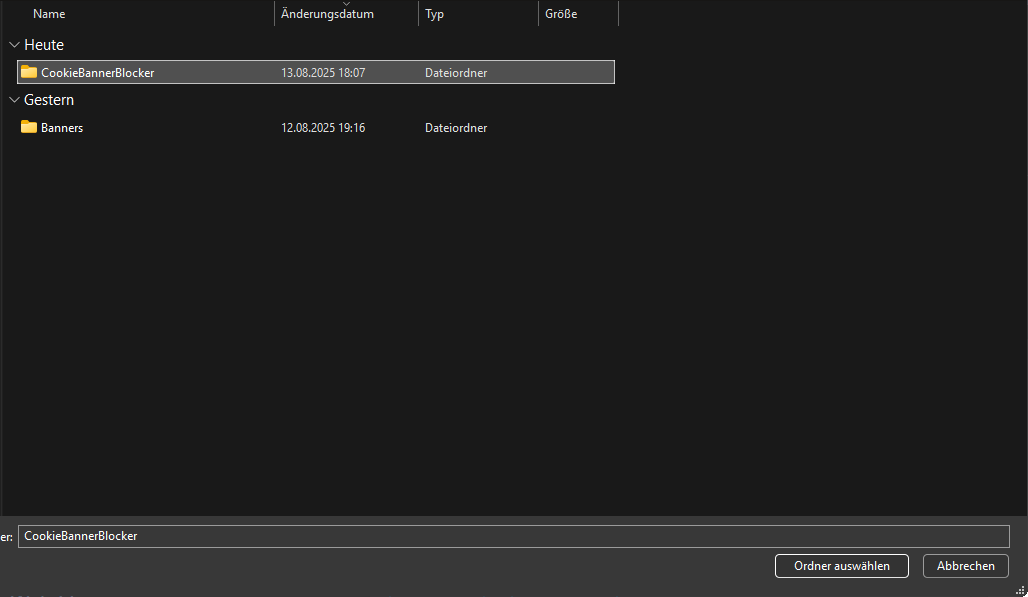 Name Änderungsdatum Typ Größe
Heute
CookieBannerBlocker 13.08.2025 18:07 Dateiordner
Gestern
Banners 12.08.2025 19:16 Dateiordner
er: CookieBannerBlocker
Ordner auswählen Abbrechen